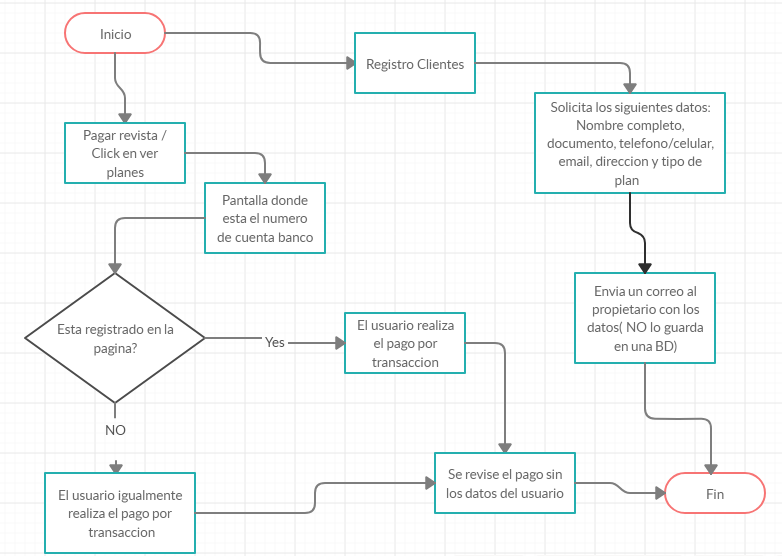 Inicio
Registro Clientes
Solicita los siguientes datos:
Nombre completo,
documento, telefono/celular,
email, direccion y tipo de
plan
Pagar revista /
Click en ver
planes
Pantalla donde
esta el numero
de cuenta banco
Envia un correo al
propietario con los
datos( NO lo guarda
en una BD)
Esta registrado en la
pagina?
Yes
El usuario realiza
el pago por
transaccion
NO
El usuario igualmente
realiza el pago por
transaccion
Se revise el pago sin
los datos del usuario
Fin